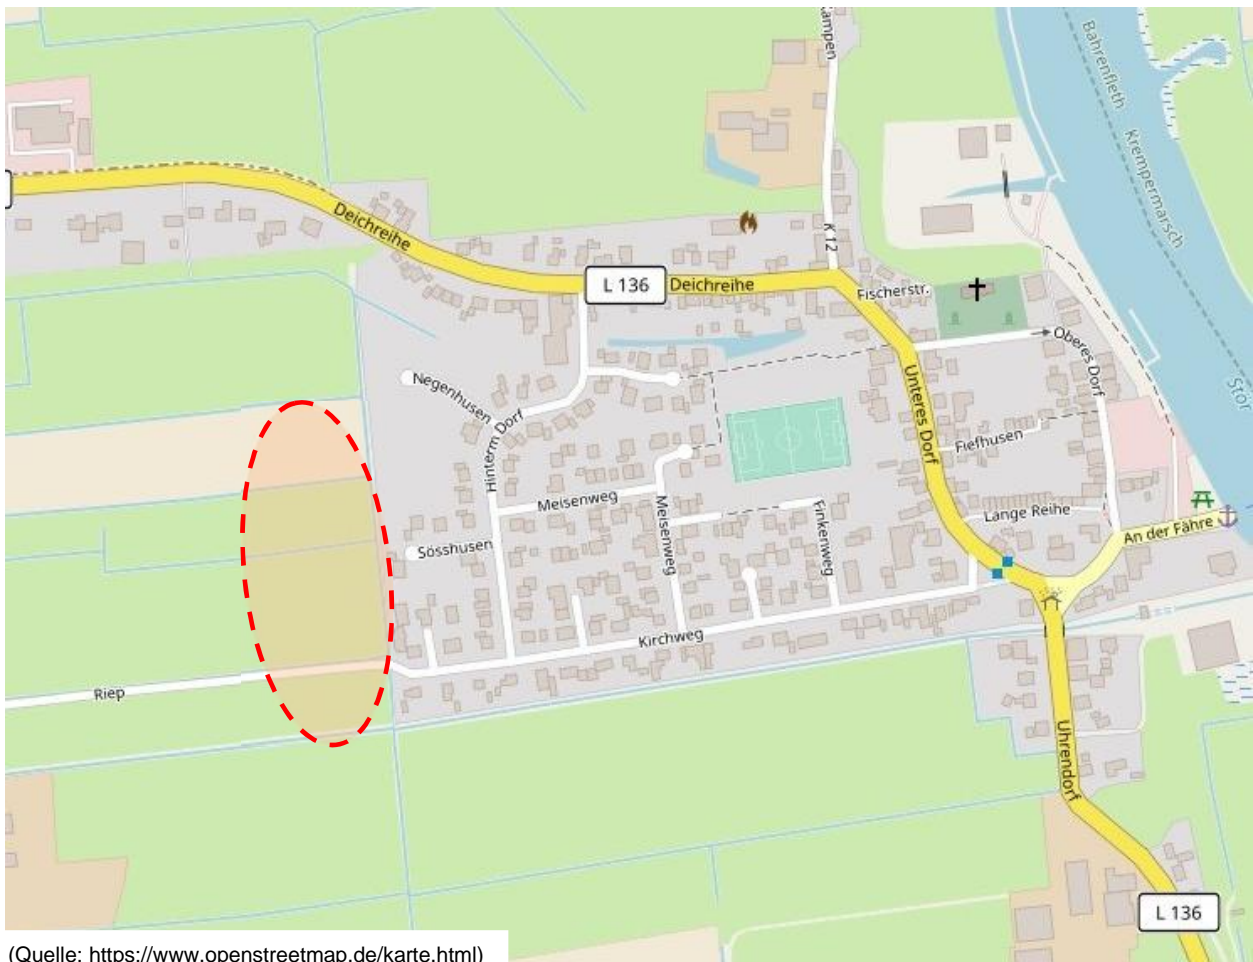 Kampen
Bahrenfleth
Krempermarsch
Stör
Deichreihe
K 12
L 136
Deichreihe
Fischerstr.
Oberes Dorf
Negenhusen
Hinterm Dorf
Unteres Dorf
Fiefhusen
Meisenweg
Meisenweg
Finkenweg
Lange Reihe
An der Fähre
Sösshusen
Kirchweg
Riep
Uhrendorf
L 136
(Quelle: https://www.openstreetmap.de/karte.html)